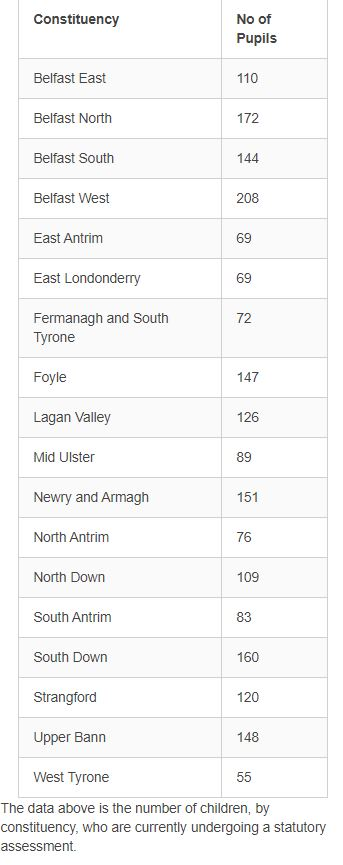 Constituency No of
Pupils
Belfast East 110
Belfast North 172
Belfast South 144
Belfast West 208
East Antrim 69
East Londonderry 69
Fermanagh and South 72
Tyrone
Foyle 147
Lagan Valley 126
Mid Ulster 89
Newry and Armagh 151
North Antrim 76
North Down 109
South Antrim 83
South Down 160
Strangford 120
Upper Bann 148
West Tyrone 55
The data above is the number of children, by
constituency, who are currently undergoing a statutory
assessment.